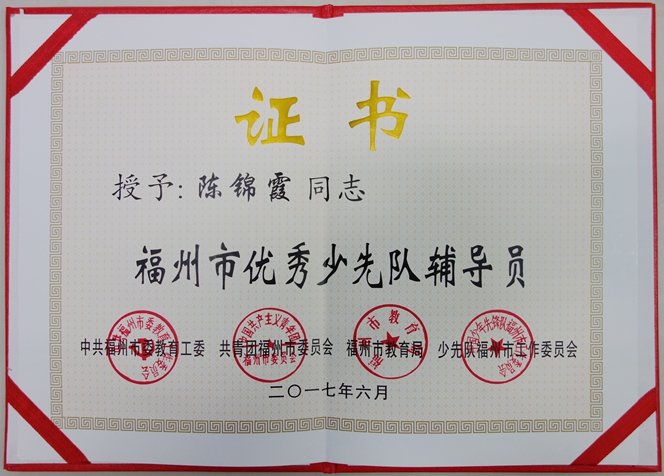 证书
授予：陈锦霞 同志
福州市优秀少先队辅导员
中共福州市委教育工委 共青团福州市委员会 福州市教育局 少先队福州市工作委员会
二〇一七年六月